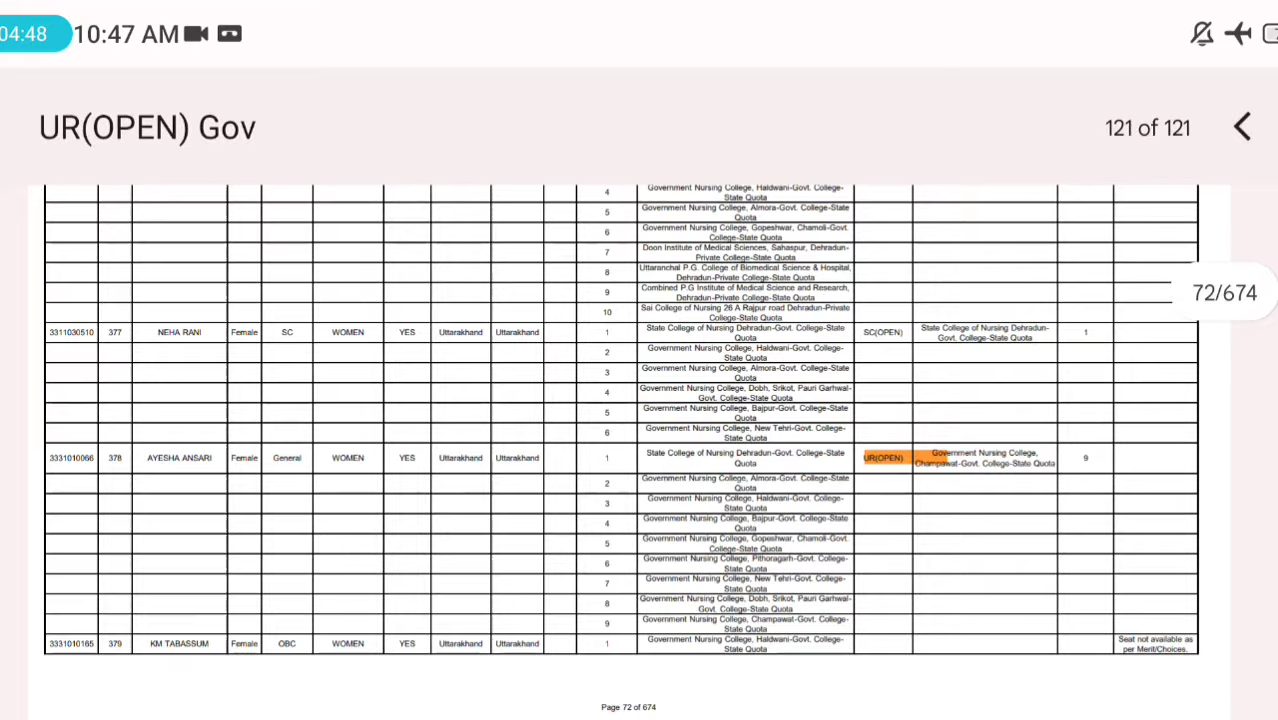 04:48 10:47 AM
UR(OPEN) Gov 121 of 121
72/674
4 Government Nursing College, Haldwani-Govt. College-
State Quota
5 Government Nursing College, Almora-Govt. College-State
Quota
6 Government Nursing College, Gopeshwar, Chamoli-Govt.
College-State Quota
7 Doon Institute of Medical Sciences, Sahaspur, Dehradun-
Private College-State Quota
8 Uttaranchal P.G. College of Biomedical Science & Hospital,
Dehradun-Private College-State Quota
9 Combined P.G Institute of Medical Science and Research,
Dehradun-Private College-State Quota
10 Sai College of Nursing 26 A Rajpur road Dehradun-Private
College-State Quota
3311030510 377 NEHA RANI Female SC WOMEN YES Uttarakhand Uttarakhand 1 State College of Nursing Dehradun-Govt. College-State SC(OPEN) State College of Nursing Dehradun- 1
Quota Govt. College-State Quota
2 Government Nursing College, Haldwani-Govt. College-
State Quota
3 Government Nursing College, Almora-Govt. College-State
Quota
4 Government Nursing College, Dobh, Srikot, Pauri Garhwal-
Govt. College-State Quota
5 Government Nursing College, Bajpur-Govt. College-State
Quota
6 Government Nursing College, New Tehri-Govt. College-
State Quota
3331010066 378 AYESHA ANSARI Female General WOMEN YES Uttarakhand Uttarakhand 1 State College of Nursing Dehradun-Govt. College-State UR(OPEN) Government Nursing College, 9
Quota Champawat-Govt. College-State Quota
2 Government Nursing College, Almora-Govt. College-State
Quota
3 Government Nursing College, Haldwani-Govt. College-
State Quota
4 Government Nursing College, Bajpur-Govt. College-State
Quota
5 Government Nursing College, Gopeshwar, Chamoli-Govt.
College-State Quota
6 Government Nursing College, Pithoragarh-Govt. College-
State Quota
7 Government Nursing College, New Tehri-Govt. College-
State Quota
8 Government Nursing College, Dobh, Srikot, Pauri Garhwal-
Govt. College-State Quota
9 Government Nursing College, Champawat-Govt. College-
State Quota
3331010165 379 KM TABASSUM Female OBC WOMEN YES Uttarakhand Uttarakhand 1 Government Nursing College, Haldwani-Govt. College- Seat not available as
State Quota per Merit/Choices.
Page 72 of 674